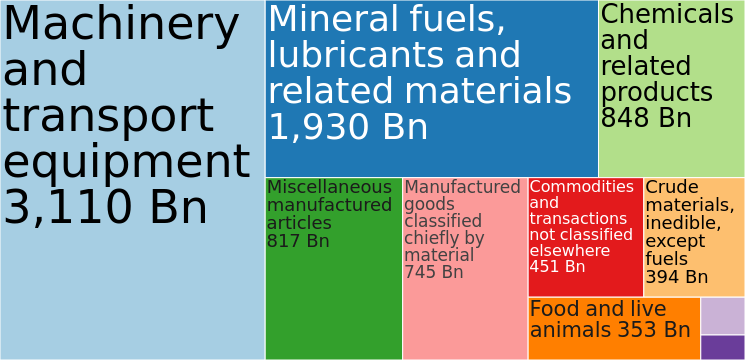 Machinery
and
transport
equipment
3,110 Bn
Mineral fuels,
lubricants and
related materials
1,930 Bn
Chemicals
and
related
products
848 Bn
Miscellaneous
manufactured
articles
817 Bn
Manufactured
goods
classified
chiefly by
material
745 Bn
Commodities
and
transactions
not classified
elsewhere
451 Bn
Crude
materials,
inedible,
except
fuels
394 Bn
Food and live
animals 353 Bn